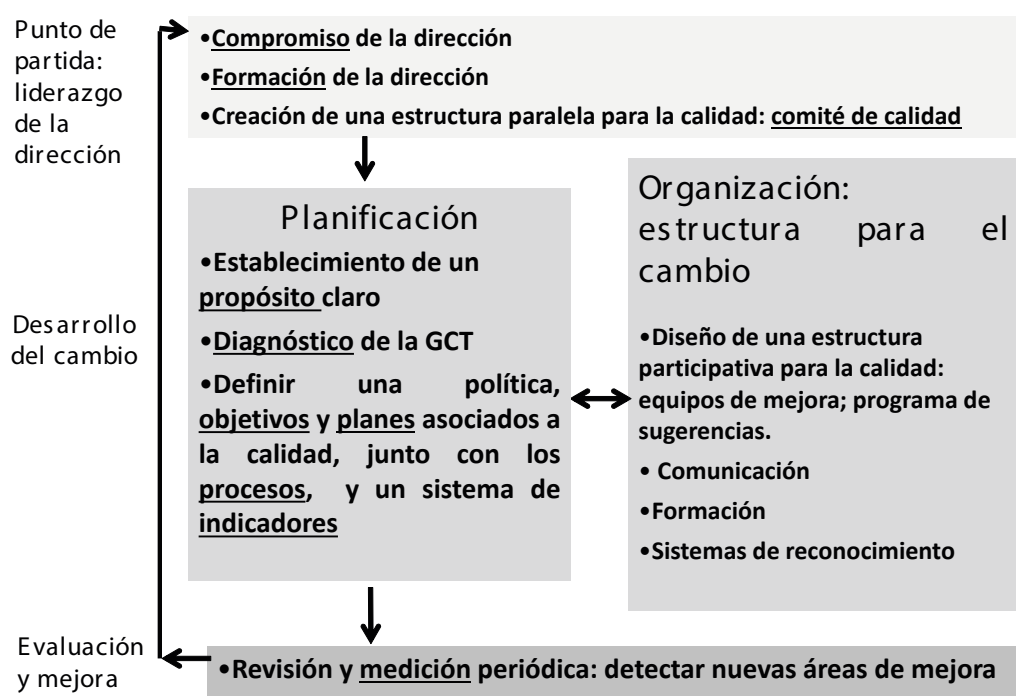 Punto de
partida:
liderazgo
de la
dirección
•Compromiso de la dirección
•Formación de la dirección
•Creación de una estructura paralela para la calidad: comité de calidad
Desarrollo
del cambio
Planificación
•Establecimiento de un
propósito claro
•Diagnóstico de la GCT
•Definir una política,
objetivos y planes asociados a
la calidad, junto con los
procesos, y un sistema de
indicadores
Organización:
estructura para el
cambio
•Diseño de una estructura
participativa para la calidad:
equipos de mejora; programa de
sugerencias.
• Comunicación
•Formación
•Sistemas de reconocimiento
Evaluación
y mejora
•Revisión y medición periódica: detectar nuevas áreas de mejora